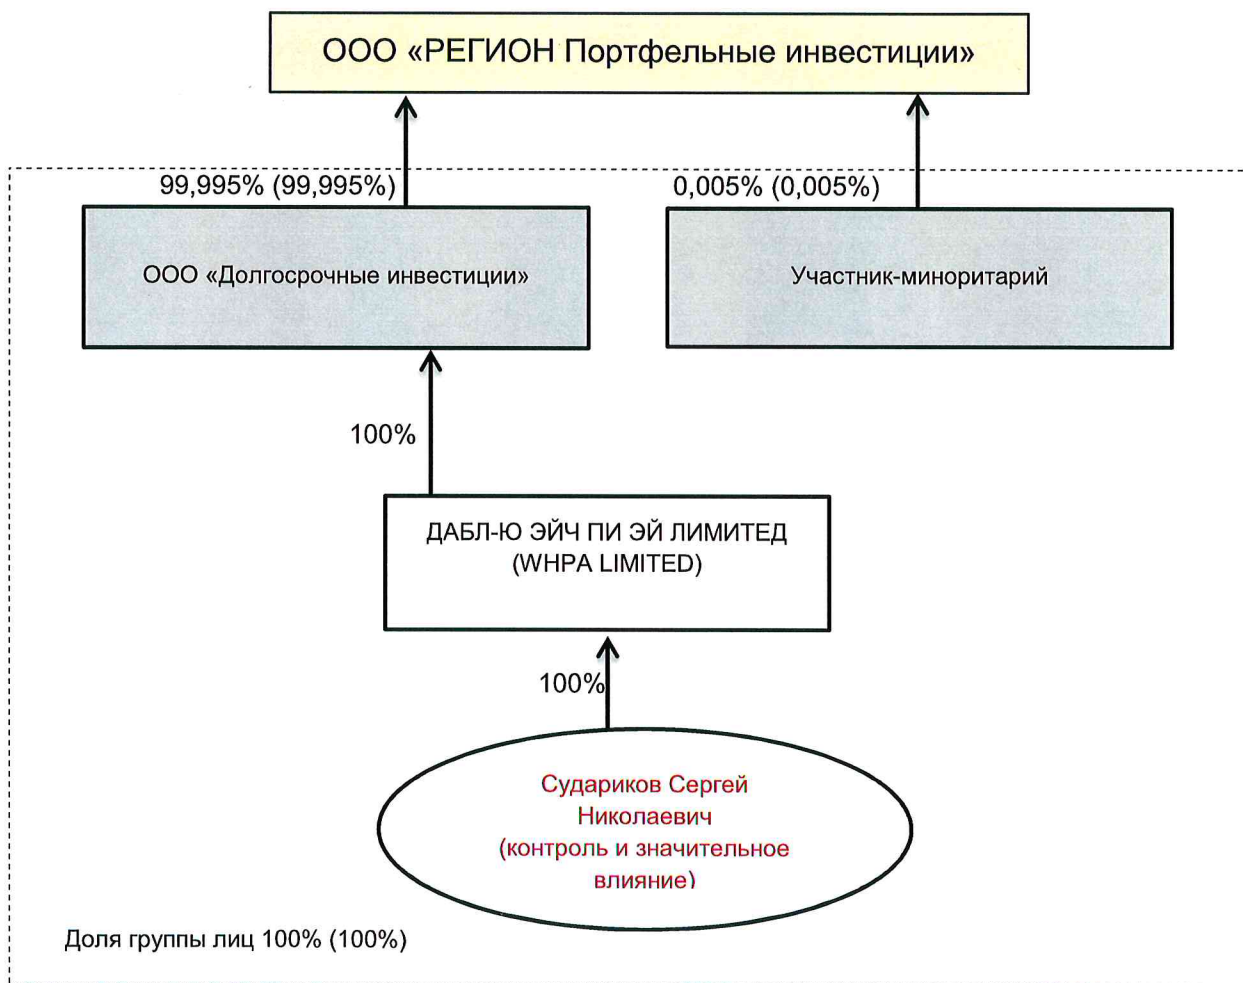 ООО «РЕГИОН Портфельные инвестиции»
99,995% (99,995%)
0,005% (0,005%)
ООО «Долгосрочные инвестиции»
Участник-миноритарий
100%
ДАБЛ-Ю ЭЙЧ ПИ ЭЙ ЛИМИТЕД
(WHPA LIMITED)
100%
Судариков Сергей
Николаевич
(контроль и значительное
влияние)
Доля группы лиц 100% (100%)